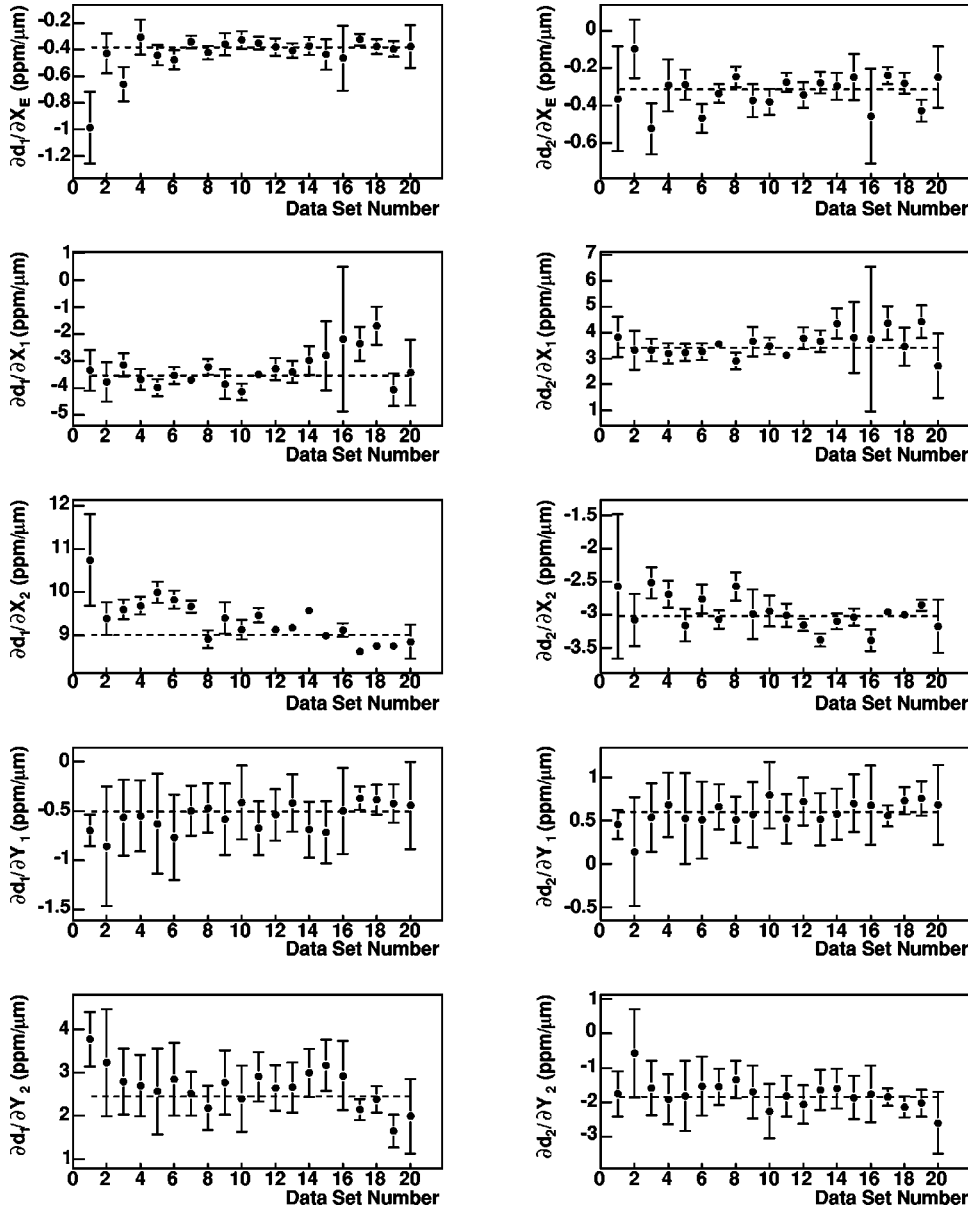 ∂d₁/∂X_E (ppm/μm)
-0.2
-0.4
-0.6
-0.8
-1
-1.2
0 2 4 6 8 10 12 14 16 18 20
Data Set Number
∂d₂/∂X_E (ppm/μm)
0
-0.2
-0.4
-0.6
0 2 4 6 8 10 12 14 16 18 20
Data Set Number
∂d₁/∂X₁ (ppm/μm)
1
0
-1
-2
-3
-4
-5
0 2 4 6 8 10 12 14 16 18 20
Data Set Number
∂d₂/∂X₁ (ppm/μm)
7
6
5
4
3
2
1
0 2 4 6 8 10 12 14 16 18 20
Data Set Number
∂d₁/∂X₂ (ppm/μm)
12
11
10
9
0 2 4 6 8 10 12 14 16 18 20
Data Set Number
∂d₂/∂X₂ (ppm/μm)
-1.5
-2
-2.5
-3
-3.5
0 2 4 6 8 10 12 14 16 18 20
Data Set Number
∂d₁/∂Y₁ (ppm/μm)
0
-0.5
-1
-1.5
0 2 4 6 8 10 12 14 16 18 20
Data Set Number
∂d₂/∂Y₁ (ppm/μm)
1
0.5
0
-0.5
0 2 4 6 8 10 12 14 16 18 20
Data Set Number
∂d₁/∂Y₂ (ppm/μm)
4
3
2
1
0 2 4 6 8 10 12 14 16 18 20
Data Set Number
∂d₂/∂Y₂ (ppm/μm)
1
0
-1
-2
-3
0 2 4 6 8 10 12 14 16 18 20
Data Set Number